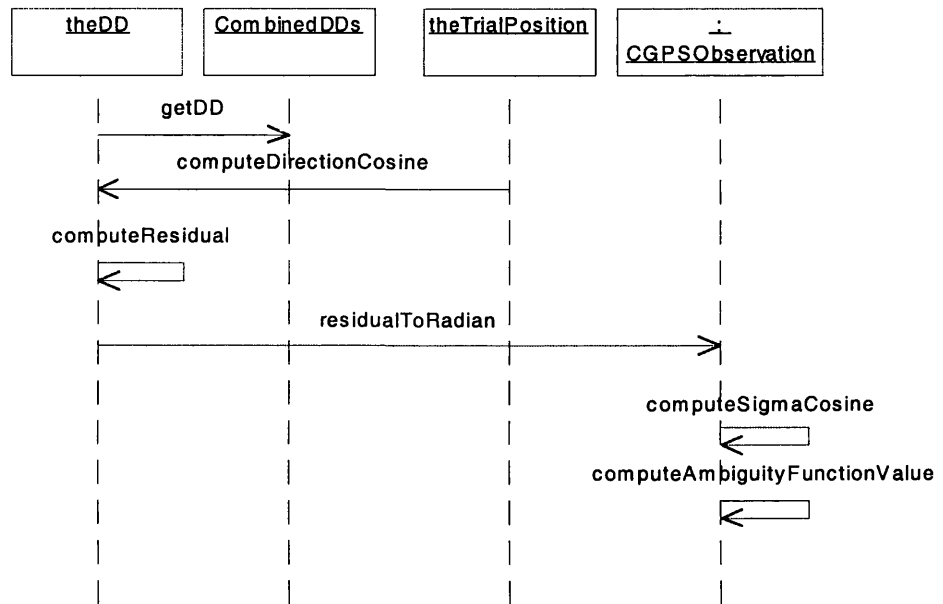 theDD
CombinedDDs
theTrialPosition
:
CGPSObservation
getDD
computeDirectionCosine
computeResidual
residualToRadian
computeSigmaCosine
computeAmbiguityFunctionValue